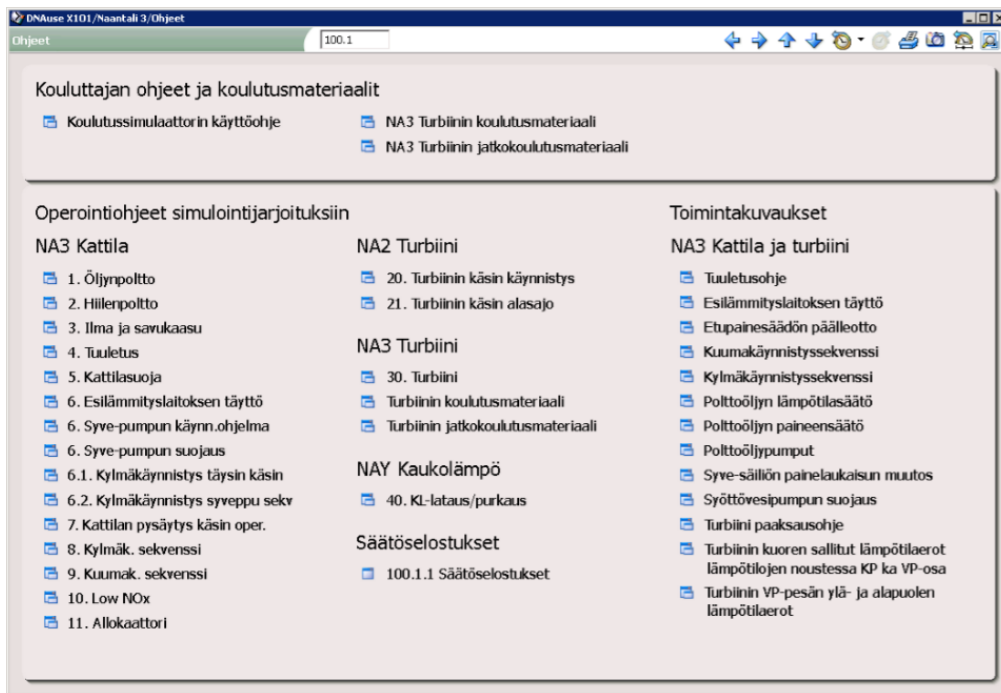 DNAuse X101/Naantali 3/Ohjeet
Ohjeet
100.1
Kouluttajan ohjeet ja koulutusmateriaalit
Koulutussimulaattorin käyttöohje
NA3 Turbiinin koulutusmateriaali
NA3 Turbiinin jatkokoulutusmateriaali
Operointiohjeet simulointijarjoituksiin
NA3 Kattila
1. Öljynpoltto
2. Hiilenpoltto
3. Ilma ja savukaasu
4. Tuuletus
5. Kattilasuoja
6. Esilämmityslaitoksen täyttö
6. Syve-pumpun käynn.ohjelma
6. Syve-pumpun suojaus
6.1. Kylmäkäynnistys täysin käsin
6.2. Kylmäkäynnistys syveppu sekv
7. Kattilan pysäytys käsin oper.
8. Kylmäk. sekvenssi
9. Kuumak. sekvenssi
10. Low NOx
11. Allokaattori
NA2 Turbiini
20. Turbiinin käsin käynnistys
21. Turbiinin käsin alasajo
NA3 Turbiini
30. Turbiini
Turbiinin koulutusmateriaali
Turbiinin jatkokoulutusmateriaali
NAY Kaukolämpö
40. KL-lataus/purkaus
Säätöselostukset
100.1.1 Säätöselostukset
Toimintakuvaukset
NA3 Kattila ja turbiini
Tuuletusohje
Esilämmityslaitoksen täyttö
Etupainesäädön päälleotto
Kuumakäynnistyssekvenssi
Kylmäkäynnistyssekvenssi
Polttoöljyn lämpötilasäätö
Polttoöljyn paineensäätö
Polttoöljypumput
Syve-säiliön painelaukaisun muutos
Syöttövesipumpun suojaus
Turbiini paaksausohje
Turbiinin kuoren sallitut lämpötilaerot
lämpötilojen noustessa KP ka VP-osa
Turbiinin VP-pesän ylä- ja alapuolen
lämpötilaerot